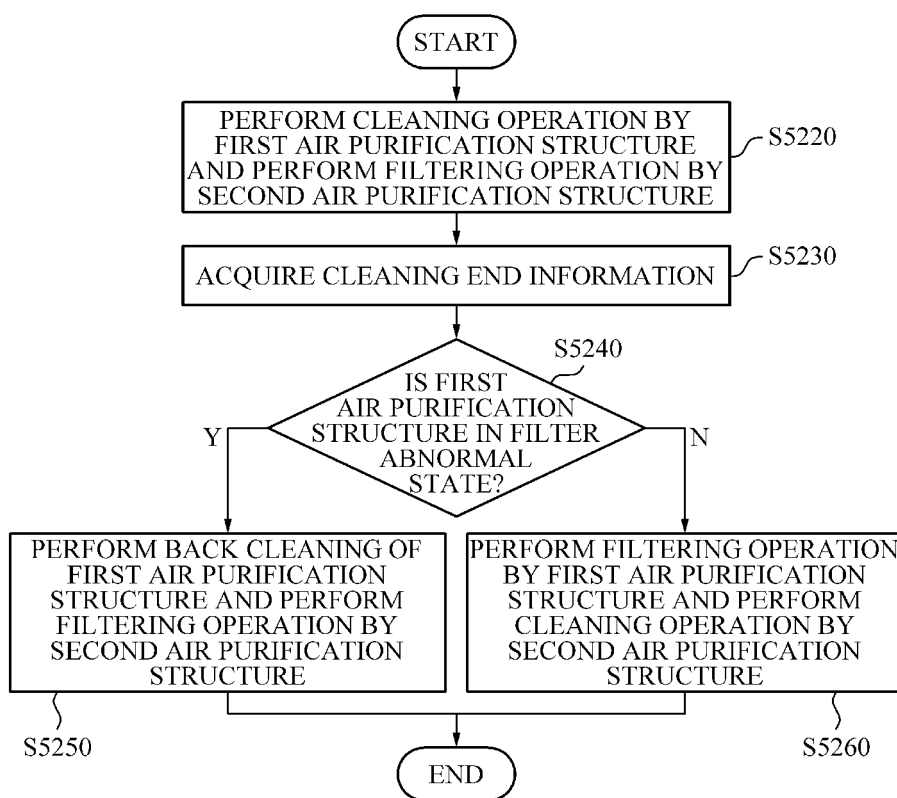 START
PERFORM CLEANING OPERATION BY
FIRST AIR PURIFICATION STRUCTURE
AND PERFORM FILTERING OPERATION BY
SECOND AIR PURIFICATION STRUCTURE
S5220
ACQUIRE CLEANING END INFORMATION
S5230
S5240
IS FIRST
AIR PURIFICATION
STRUCTURE IN FILTER
ABNORMAL
STATE?
Y
N
PERFORM BACK CLEANING OF
FIRST AIR PURIFICATION
STRUCTURE AND PERFORM
FILTERING OPERATION BY
SECOND AIR PURIFICATION
STRUCTURE
S5250
PERFORM FILTERING OPERATION
BY FIRST AIR PURIFICATION
STRUCTURE AND PERFORM
CLEANING OPERATION BY
SECOND AIR PURIFICATION
STRUCTURE
S5260
END